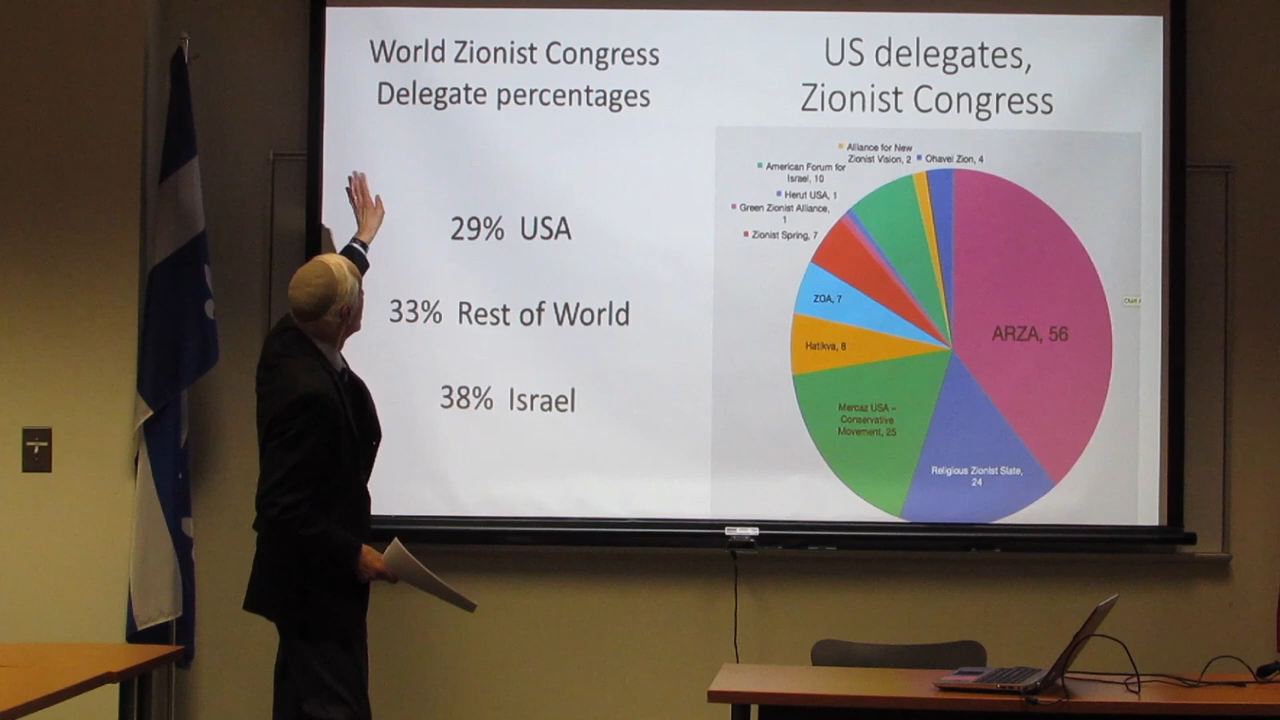 World Zionist Congress
Delegate percentages
29% USA
33% Rest of World
38% Israel
US delegates,
Zionist Congress
Alliance for New
Zionist Vision, 2
Ohavei Zion, 4
American Forum for
Israel, 10
Herut USA, 1
Green Zionist Alliance,
1
Zionist Spring, 7
ZOA, 7
Hatikva, 8
Mercaz USA –
Conservative
Movement, 25
Religious Zionist Slate,
24
ARZA, 56